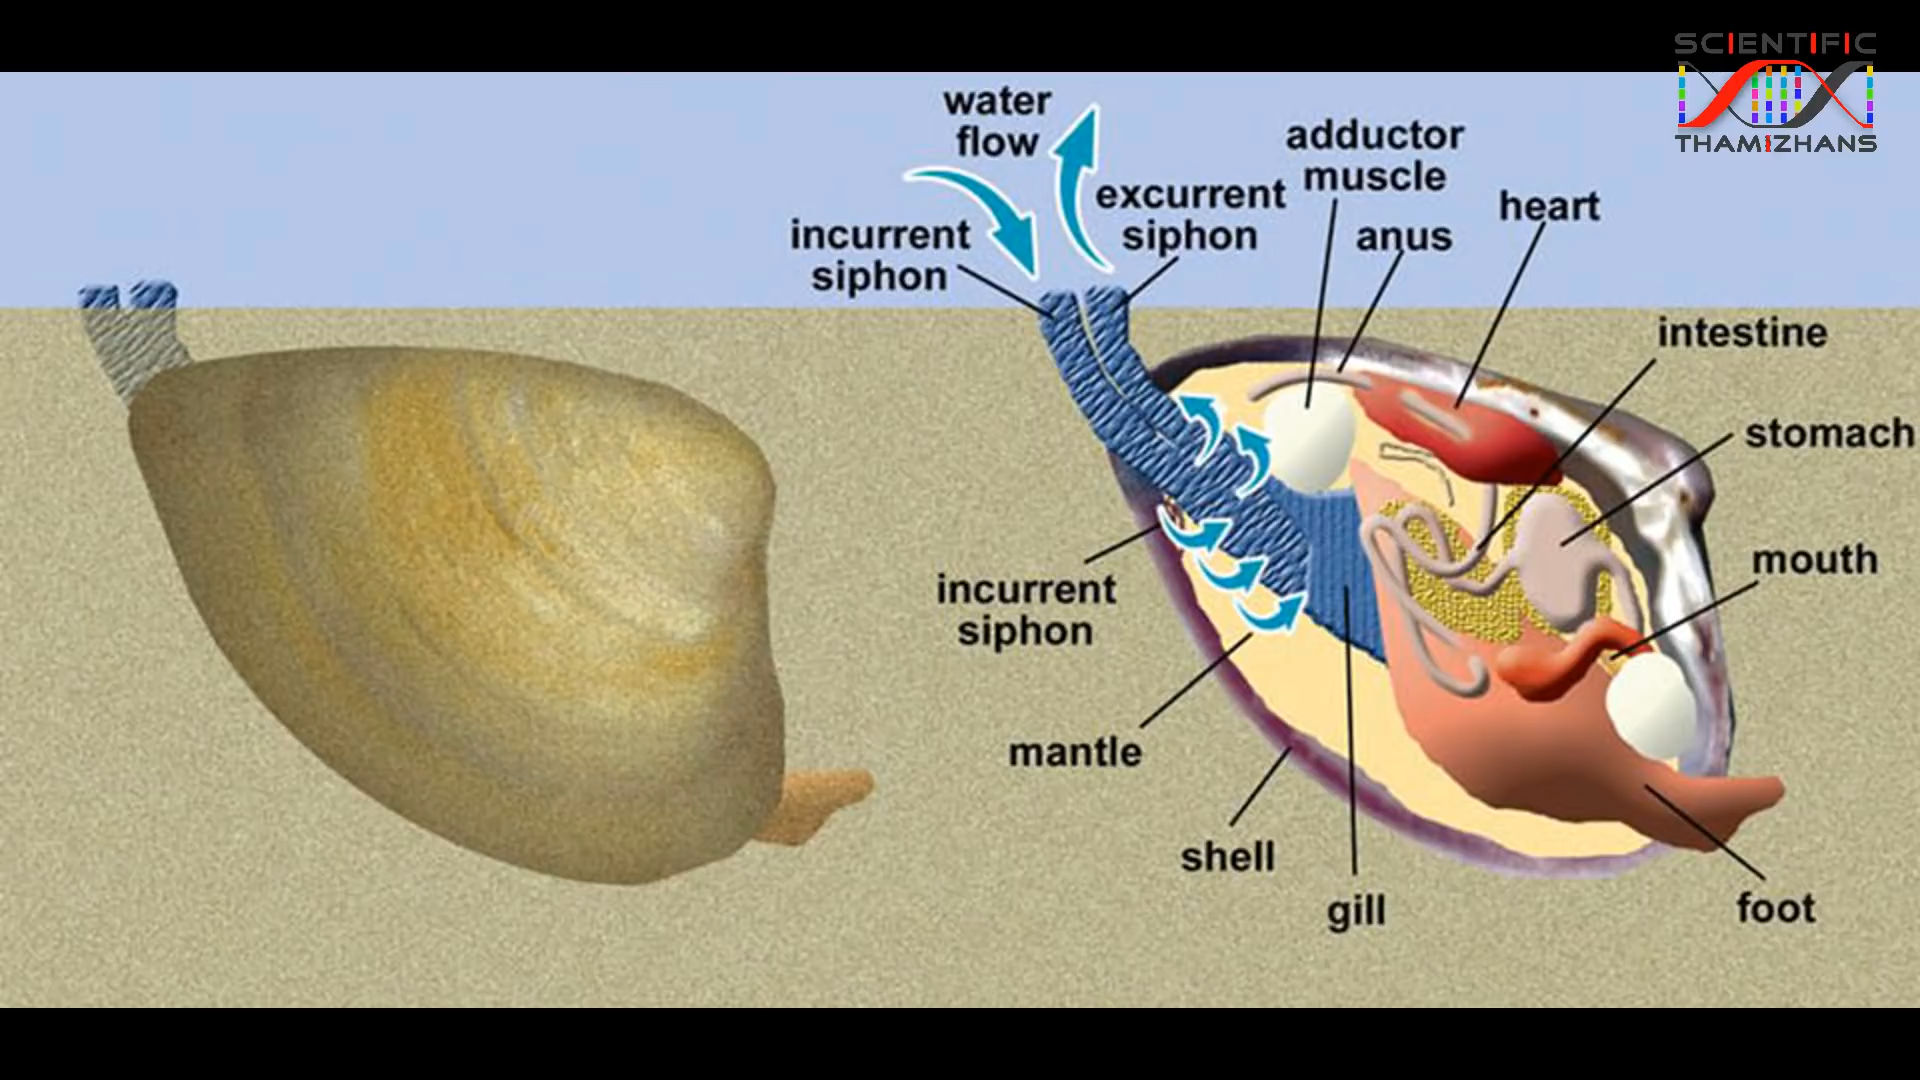 SCIENTIFIC
THAMIZHANS
water
flow
adductor
muscle
excurrent
siphon
heart
anus
incurrent
siphon
intestine
stomach
mouth
incurrent
siphon
mantle
shell
gill
foot